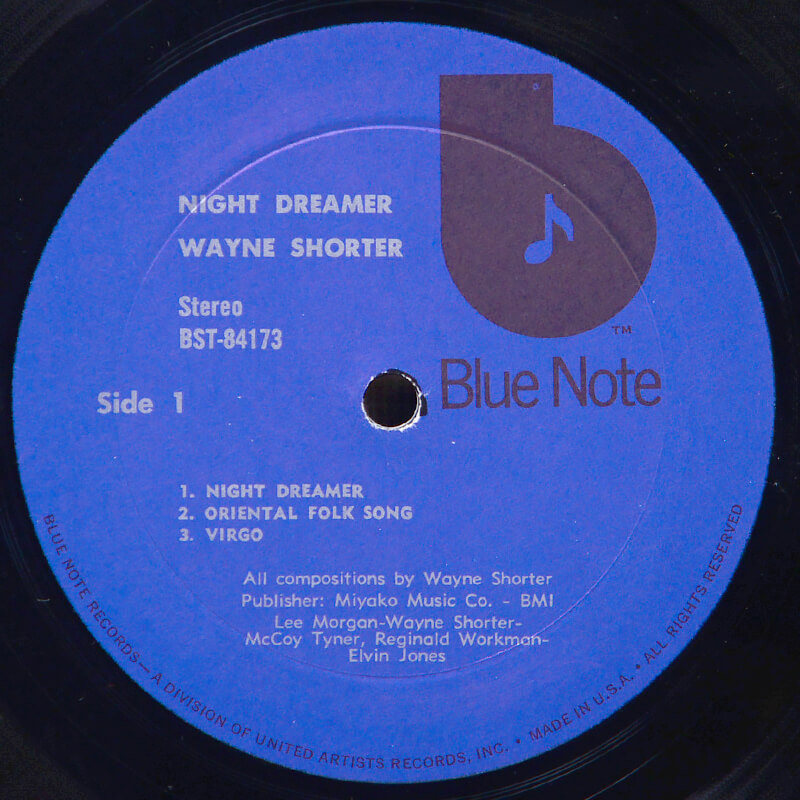 NIGHT DREAMER
WAYNE SHORTER
Stereo
BST-84173
TM
Blue Note
Side 1
1. NIGHT DREAMER
2. ORIENTAL FOLK SONG
3. VIRGO
All compositions by Wayne Shorter
Publisher: Miyako Music Co. - BMI
Lee Morgan-Wayne Shorter-
McCoy Tyner, Reginald Workman-
Elvin Jones
BLUE NOTE RECORDS — A DIVISION OF UNITED ARTISTS RECORDS, INC. • MADE IN U.S.A. • ALL RIGHTS RESERVED